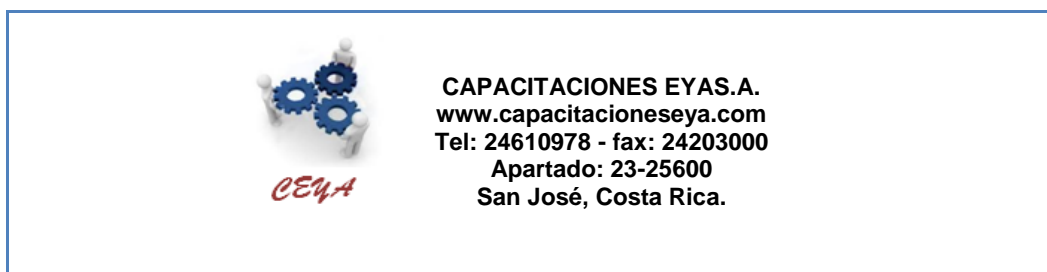 CAPACITACIONES EYAS.A.
www.capacitacioneseya.com
Tel: 24610978 - fax: 24203000
Apartado: 23-25600
CEYA
San José, Costa Rica.